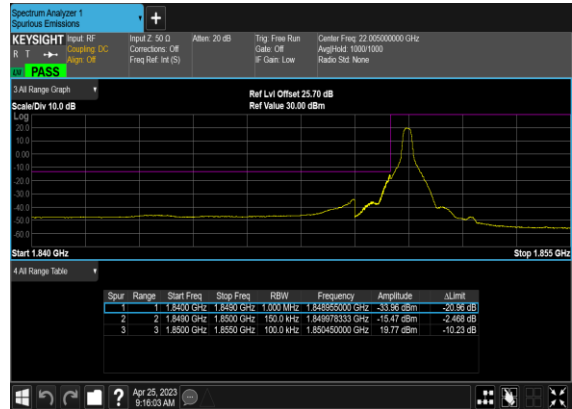 Spectrum Analyzer 1
Spurious Emissions
KEYSIGHT Input: RF Input Z: 50 Ω Atten: 20 dB Trig: Free Run Center Freq: 22.005000000 GHz
R T Coupling: DC Corrections: Off Gate: Off Avg|Hold: 1000/1000
Align: Off Freq Ref: Int (S) IF Gain: Low Radio Std: None
PASS
3 All Range Graph
Ref Lvl Offset 25.70 dB
Scale/Div 10.0 dB Ref Value 30.00 dBm
Log
20.0
10.00
0.00
-10.0
-20.0
-30.0
-40.0
-50.0
-60.0
Start 1.840 GHz Stop 1.855 GHz
4 All Range Table
Spur Range Start Freq Stop Freq RBW Frequency Amplitude ΔLimit
1 1 1.8400 GHz 1.8490 GHz 1.000 MHz 1.848955000 GHz -33.96 dBm -20.96 dB
2 2 1.8490 GHz 1.8500 GHz 150.0 kHz 1.849978333 GHz -15.47 dBm -2.468 dB
3 3 1.8500 GHz 1.8550 GHz 100.0 kHz 1.850450000 GHz 19.77 dBm -10.23 dB
? Apr 25, 2023
9:16:03 AM